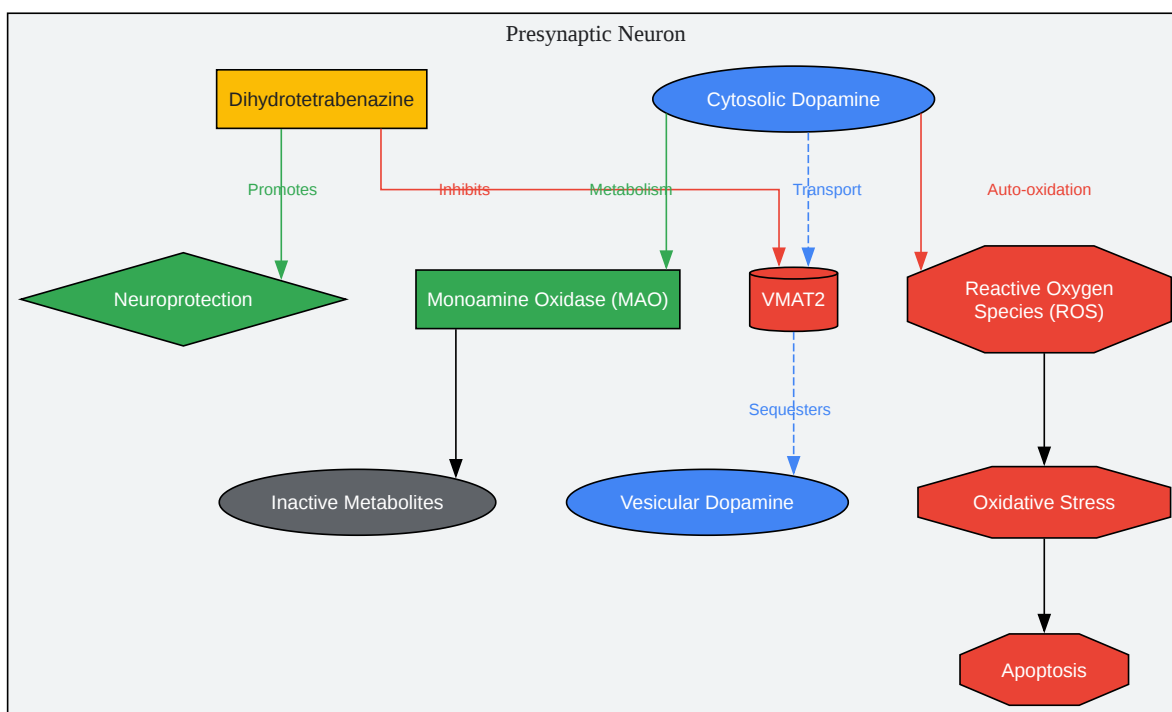 Presynaptic Neuron
Dihydrotetrabenazine
Cytosolic Dopamine
Promotes
Inhibits
Metabolism
Transport
Auto-oxidation
Neuroprotection
Monoamine Oxidase (MAO)
VMAT2
Reactive Oxygen
Species (ROS)
Sequesters
Inactive Metabolites
Vesicular Dopamine
Oxidative Stress
Apoptosis